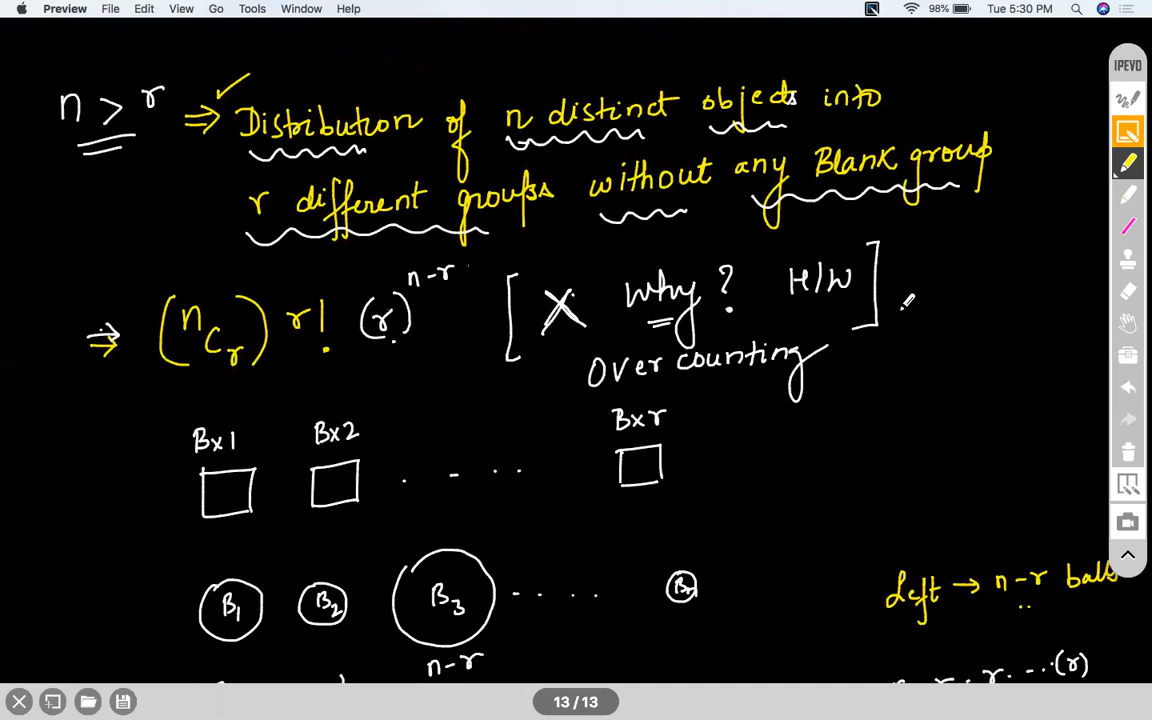 Preview File Edit View Go Tools Window Help 98% Tue 5:30 PM
IPEVO
n > r ⇒ Distribution of n distinct objects into
r different groups without any Blank group
⇒ (nCr) r! (r)^n-r [X why? H/W]
Over counting
Bx1 Bx2 . - .. Bxr
B1 B2 B3 ..... Br
Left → n-r balls
n-r
r. ...(r)
13 / 13